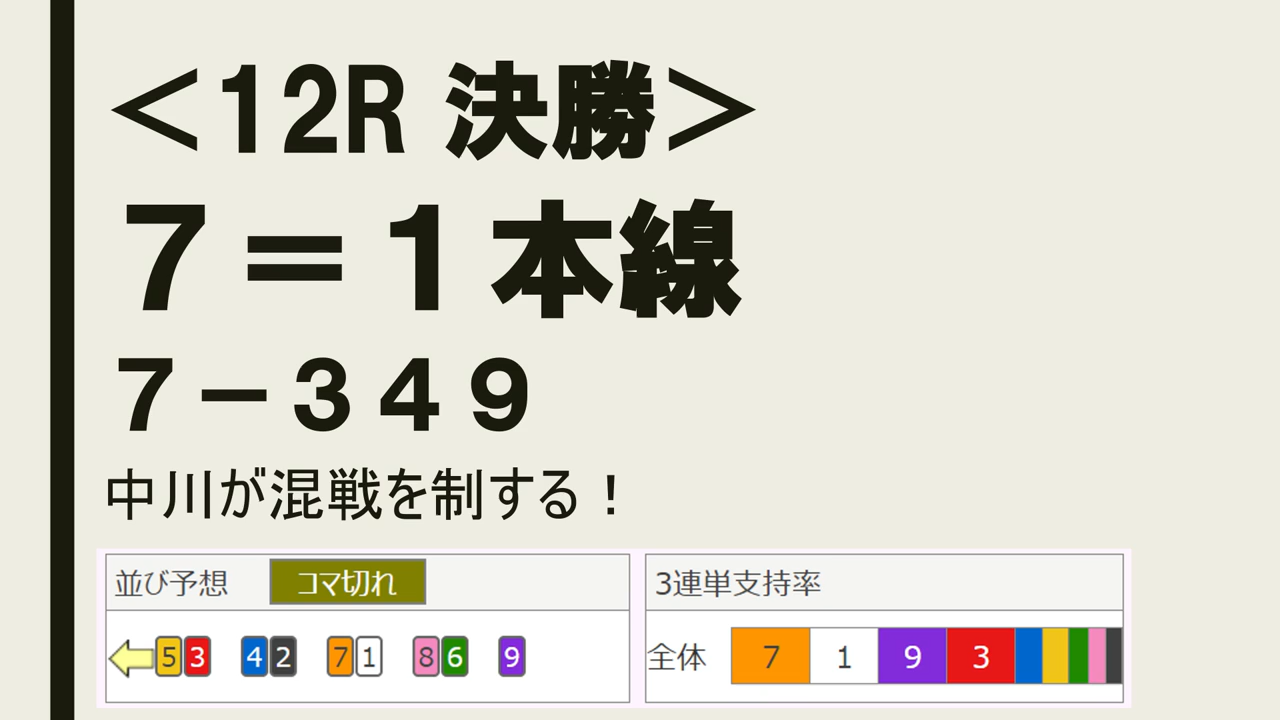 ＜12R 決勝＞
７＝１本線
７－３４９
中川が混戦を制する！
並び予想 コマ切れ
5 3 4 2 7 1 8 6 9
3連単支持率
全体 7 1 9 3